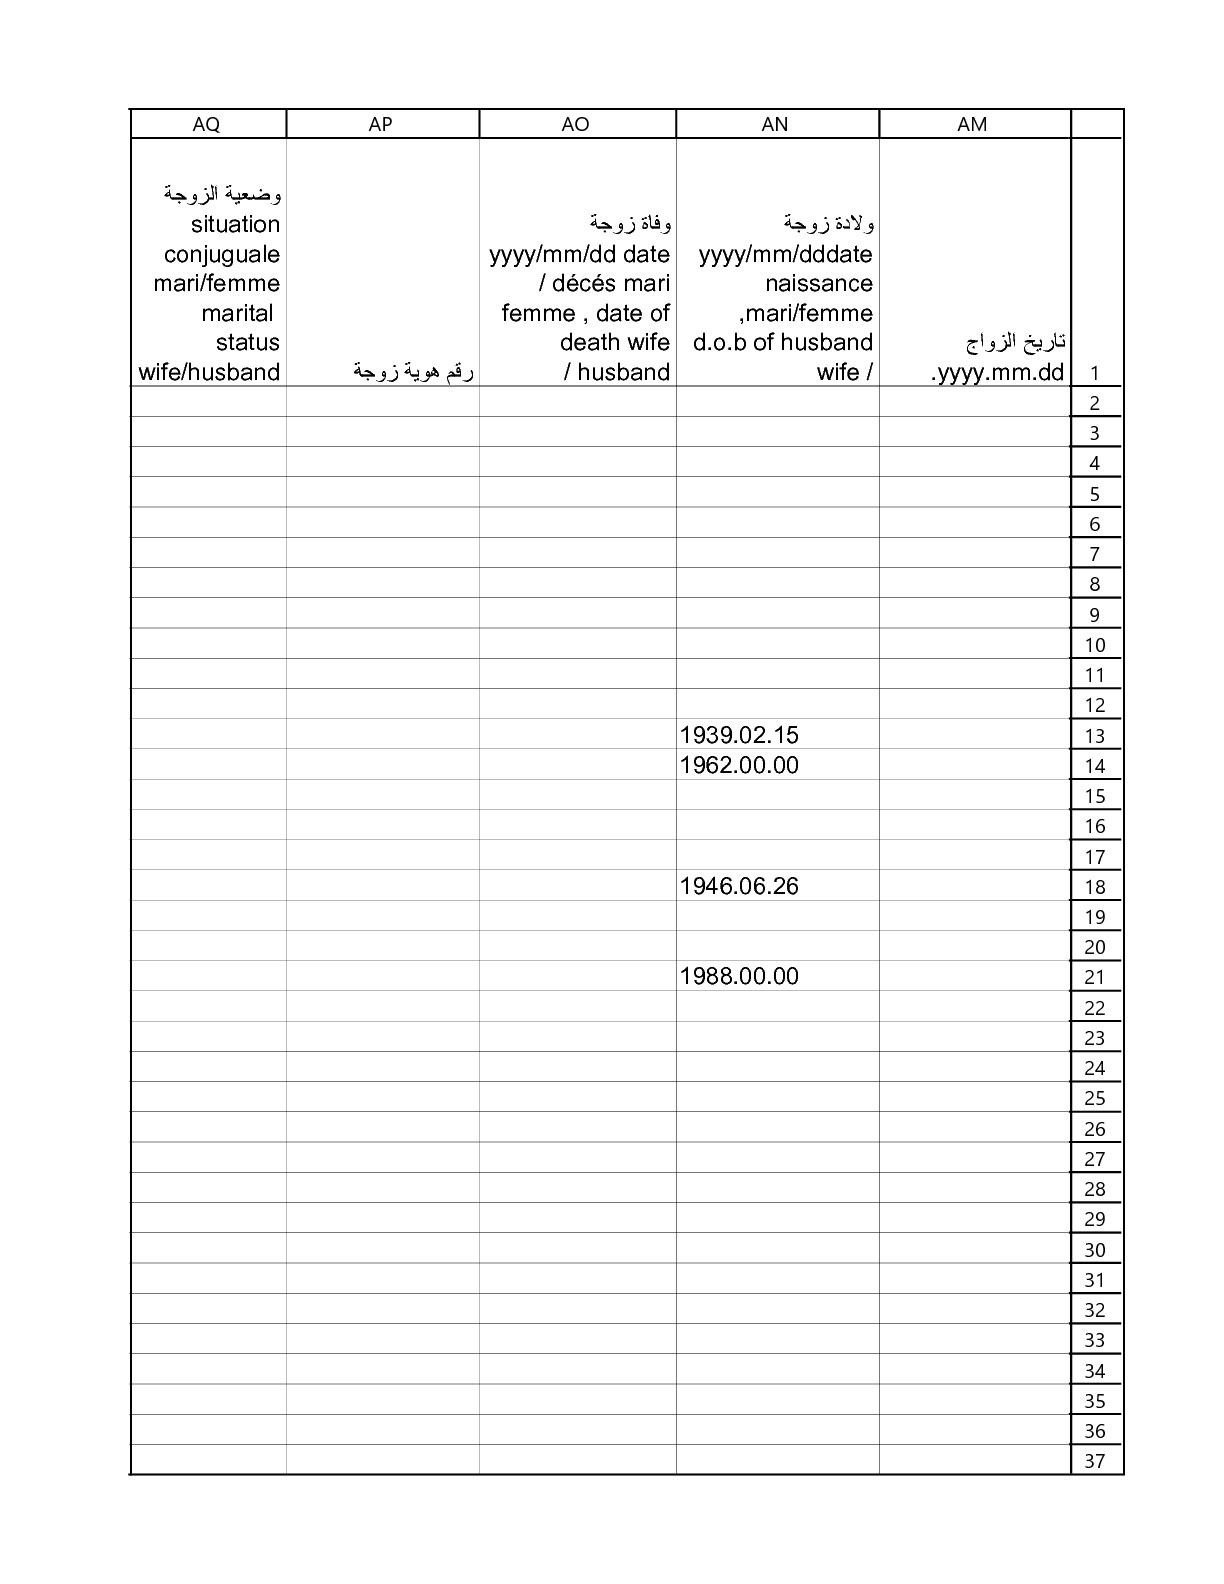 AQ AP AO AN AM
وضعية الزوجة
situation
conjuguale
mari/femme
marital
status
wife/husband
رقم هوية زوجة
وفاة زوجة
yyyy/mm/dd date
/ décés mari
femme , date of
death wife
/ husband
ولادة زوجة
yyyy/mm/dddate
naissance
,mari/femme
d.o.b of husband
wife /
تاريخ الزواج
.yyyy.mm.dd
1
2
3
4
5
6
7
8
9
10
11
12
1939.02.15 13
1962.00.00 14
15
16
17
1946.06.26 18
19
20
1988.00.00 21
22
23
24
25
26
27
28
29
30
31
32
33
34
35
36
37